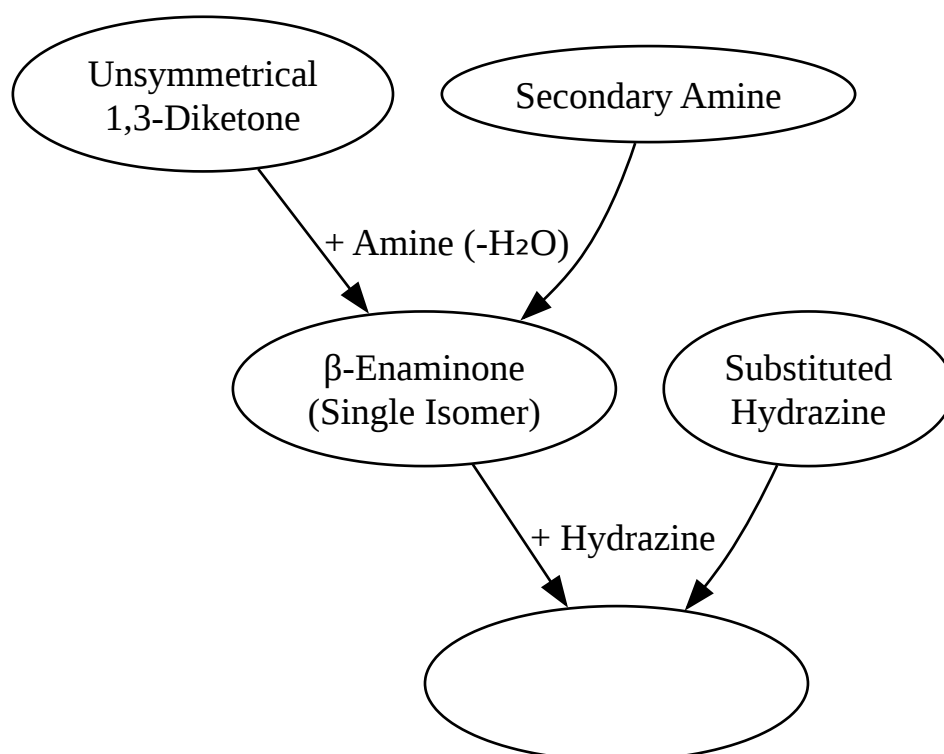 Unsymmetrical
1,3-Diketone
Secondary Amine
+ Amine (-H₂O)
β-Enaminone
(Single Isomer)
Substituted
Hydrazine
+ Hydrazine